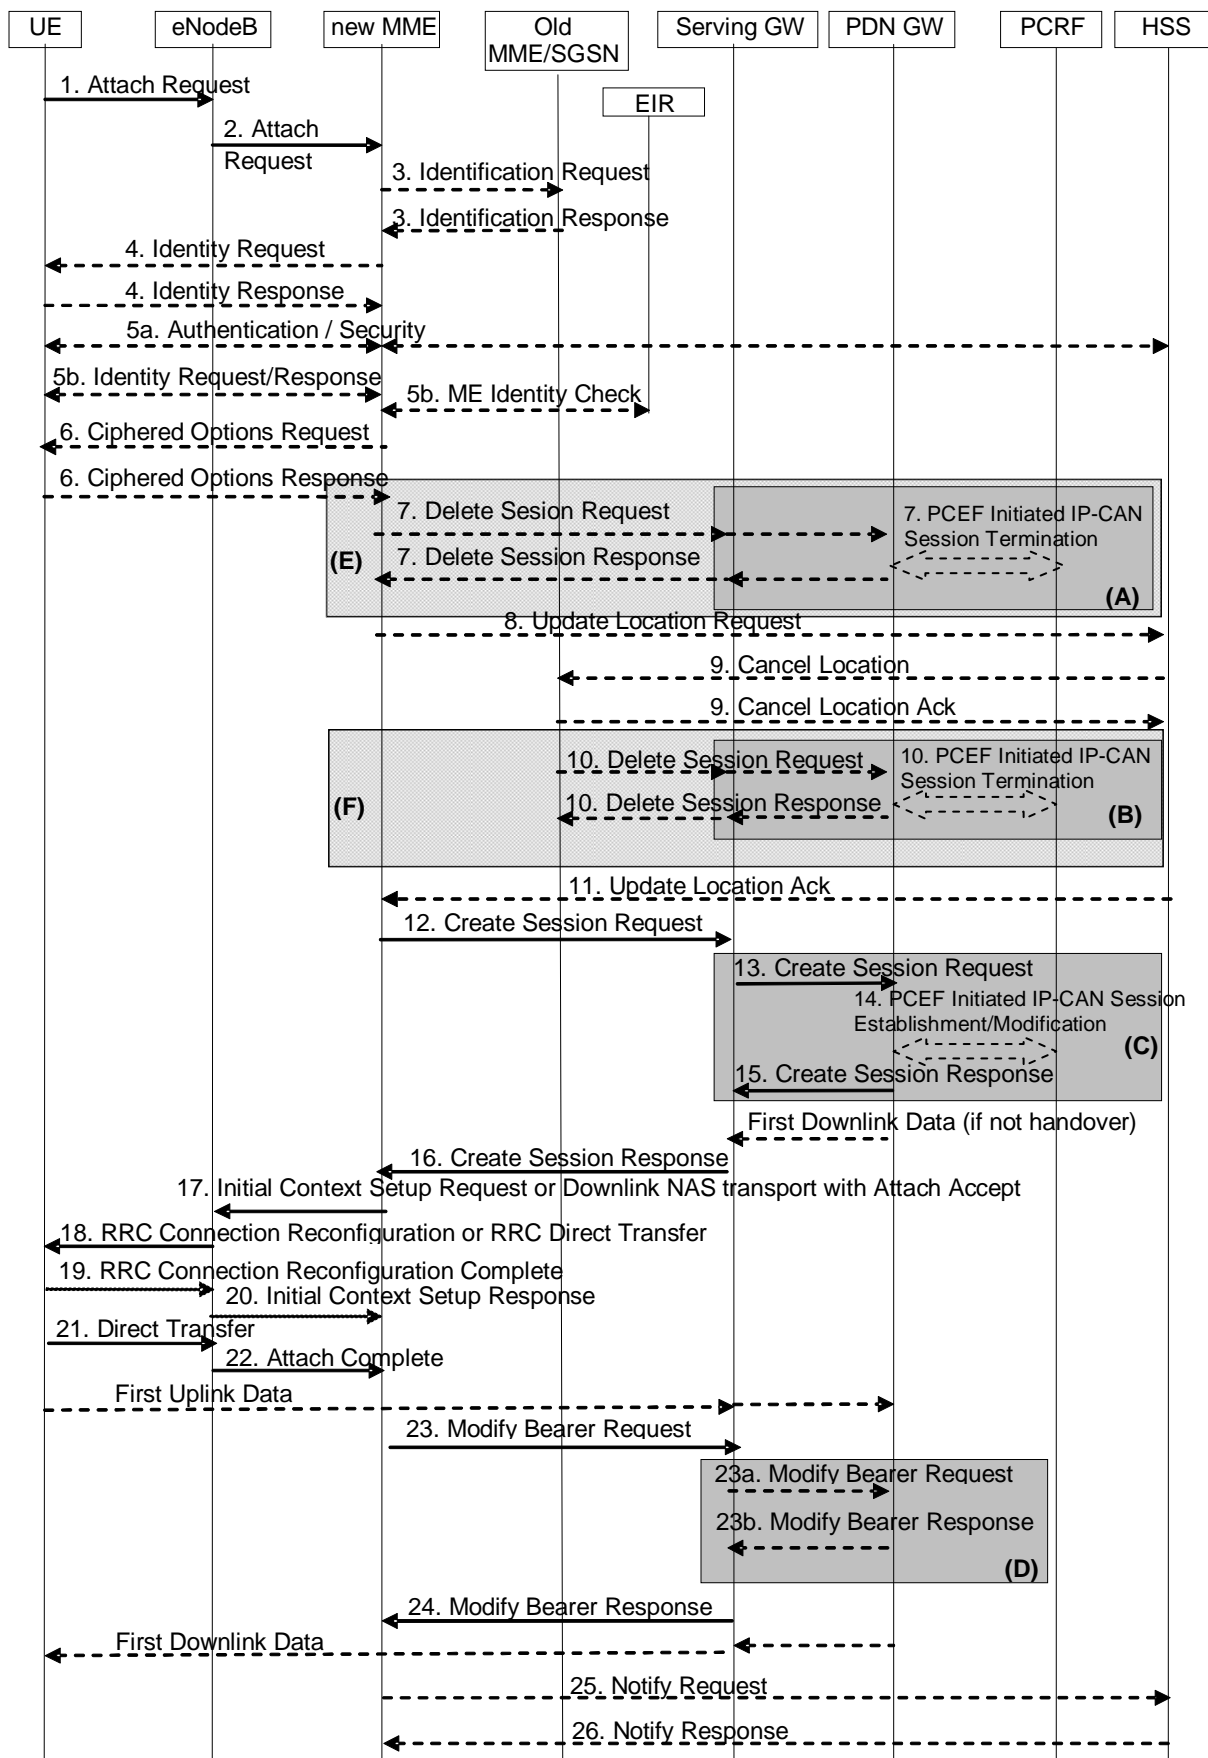 UE
eNodeB
new MME
Old
MME/SGSN
Serving GW
PDN GW
PCRF
HSS
EIR
1. Attach Request
2. Attach
Request
3. Identification Request
3. Identification Response
4. Identity Request
4. Identity Response
5a. Authentication / Security
5b. Identity Request/Response
5b. ME Identity Check
6. Ciphered Options Request
6. Ciphered Options Response
7. Delete Sesion Request
7. PCEF Initiated IP-CAN
Session Termination
(E)
7. Delete Session Response
(A)
8. Update Location Request
9. Cancel Location
9. Cancel Location Ack
10. Delete Session Request
10. PCEF Initiated IP-CAN
Session Termination
(F)
10. Delete Session Response
(B)
11. Update Location Ack
12. Create Session Request
13. Create Session Request
14. PCEF Initiated IP-CAN Session
Establishment/Modification
(C)
15. Create Session Response
First Downlink Data (if not handover)
16. Create Session Response
17. Initial Context Setup Request or Downlink NAS transport with Attach Accept
18. RRC Connection Reconfiguration or RRC Direct Transfer
19. RRC Connection Reconfiguration Complete
20. Initial Context Setup Response
21. Direct Transfer
22. Attach Complete
First Uplink Data
23. Modify Bearer Request
23a. Modify Bearer Request
23b. Modify Bearer Response
(D)
24. Modify Bearer Response
First Downlink Data
25. Notify Request
26. Notify Response